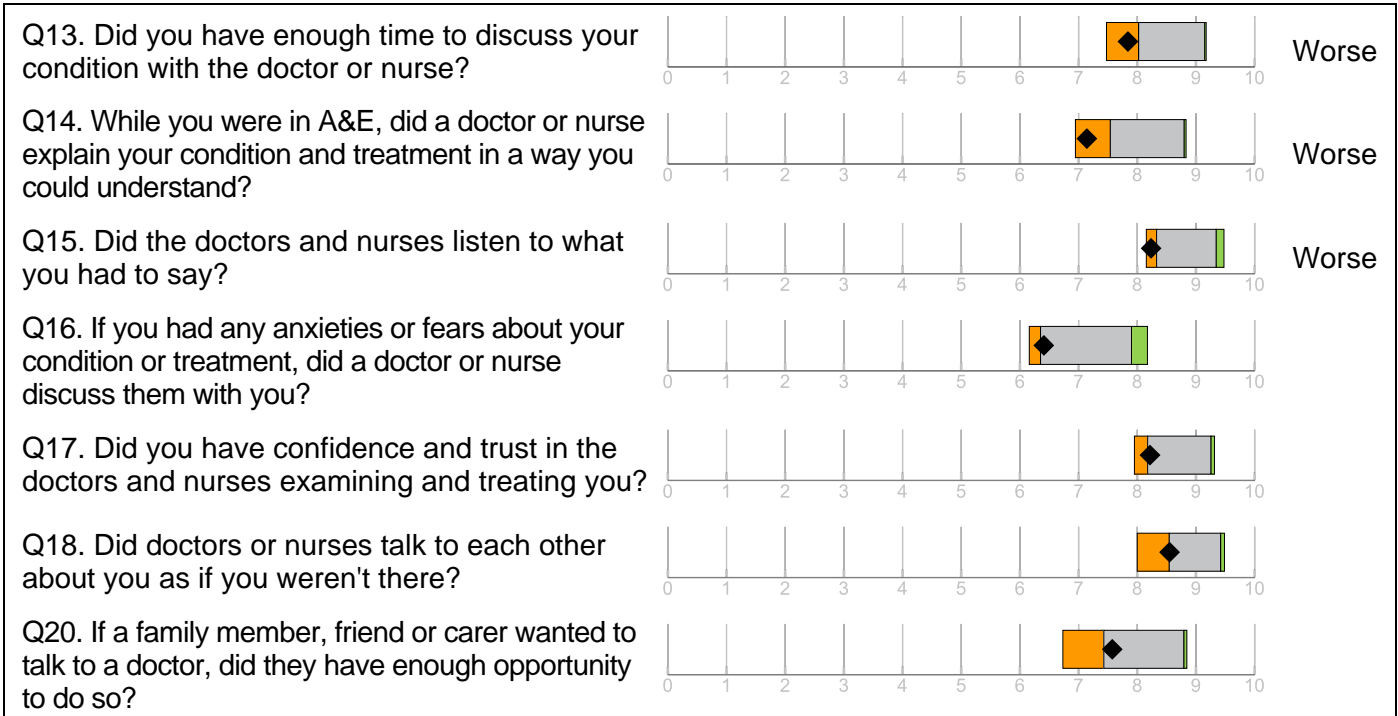 Q13. Did you have enough time to discuss your
condition with the doctor or nurse?
0 1 2 3 4 5 6 7 8 9 10
Worse
Q14. While you were in A&E, did a doctor or nurse
explain your condition and treatment in a way you
could understand?
0 1 2 3 4 5 6 7 8 9 10
Worse
Q15. Did the doctors and nurses listen to what
you had to say?
0 1 2 3 4 5 6 7 8 9 10
Worse
Q16. If you had any anxieties or fears about your
condition or treatment, did a doctor or nurse
discuss them with you?
0 1 2 3 4 5 6 7 8 9 10
Q17. Did you have confidence and trust in the
doctors and nurses examining and treating you?
0 1 2 3 4 5 6 7 8 9 10
Q18. Did doctors or nurses talk to each other
about you as if you weren't there?
0 1 2 3 4 5 6 7 8 9 10
Q20. If a family member, friend or carer wanted to
talk to a doctor, did they have enough opportunity
to do so?
0 1 2 3 4 5 6 7 8 9 10